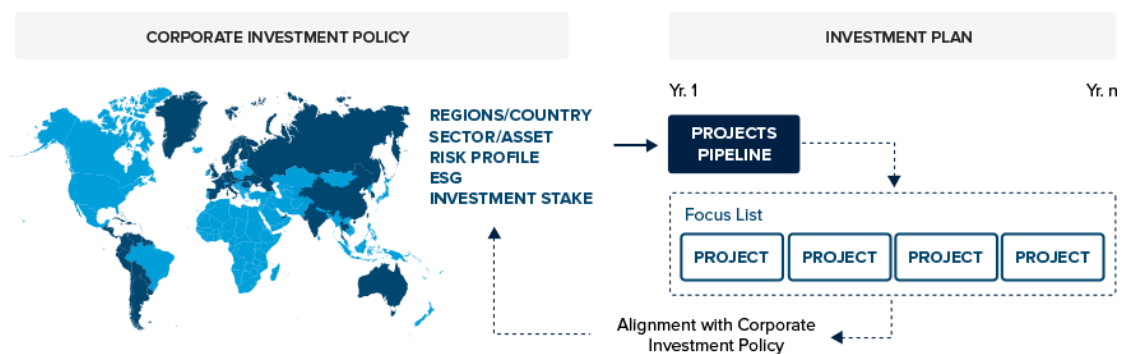 CORPORATE INVESTMENT POLICY
REGIONS/COUNTRY
SECTOR/ASSET
RISK PROFILE
ESG
INVESTMENT STAKE
INVESTMENT PLAN
Yr. 1
Yr. n
PROJECTS
PIPELINE
Focus List
PROJECT
PROJECT
PROJECT
PROJECT
Alignment with Corporate
Investment Policy